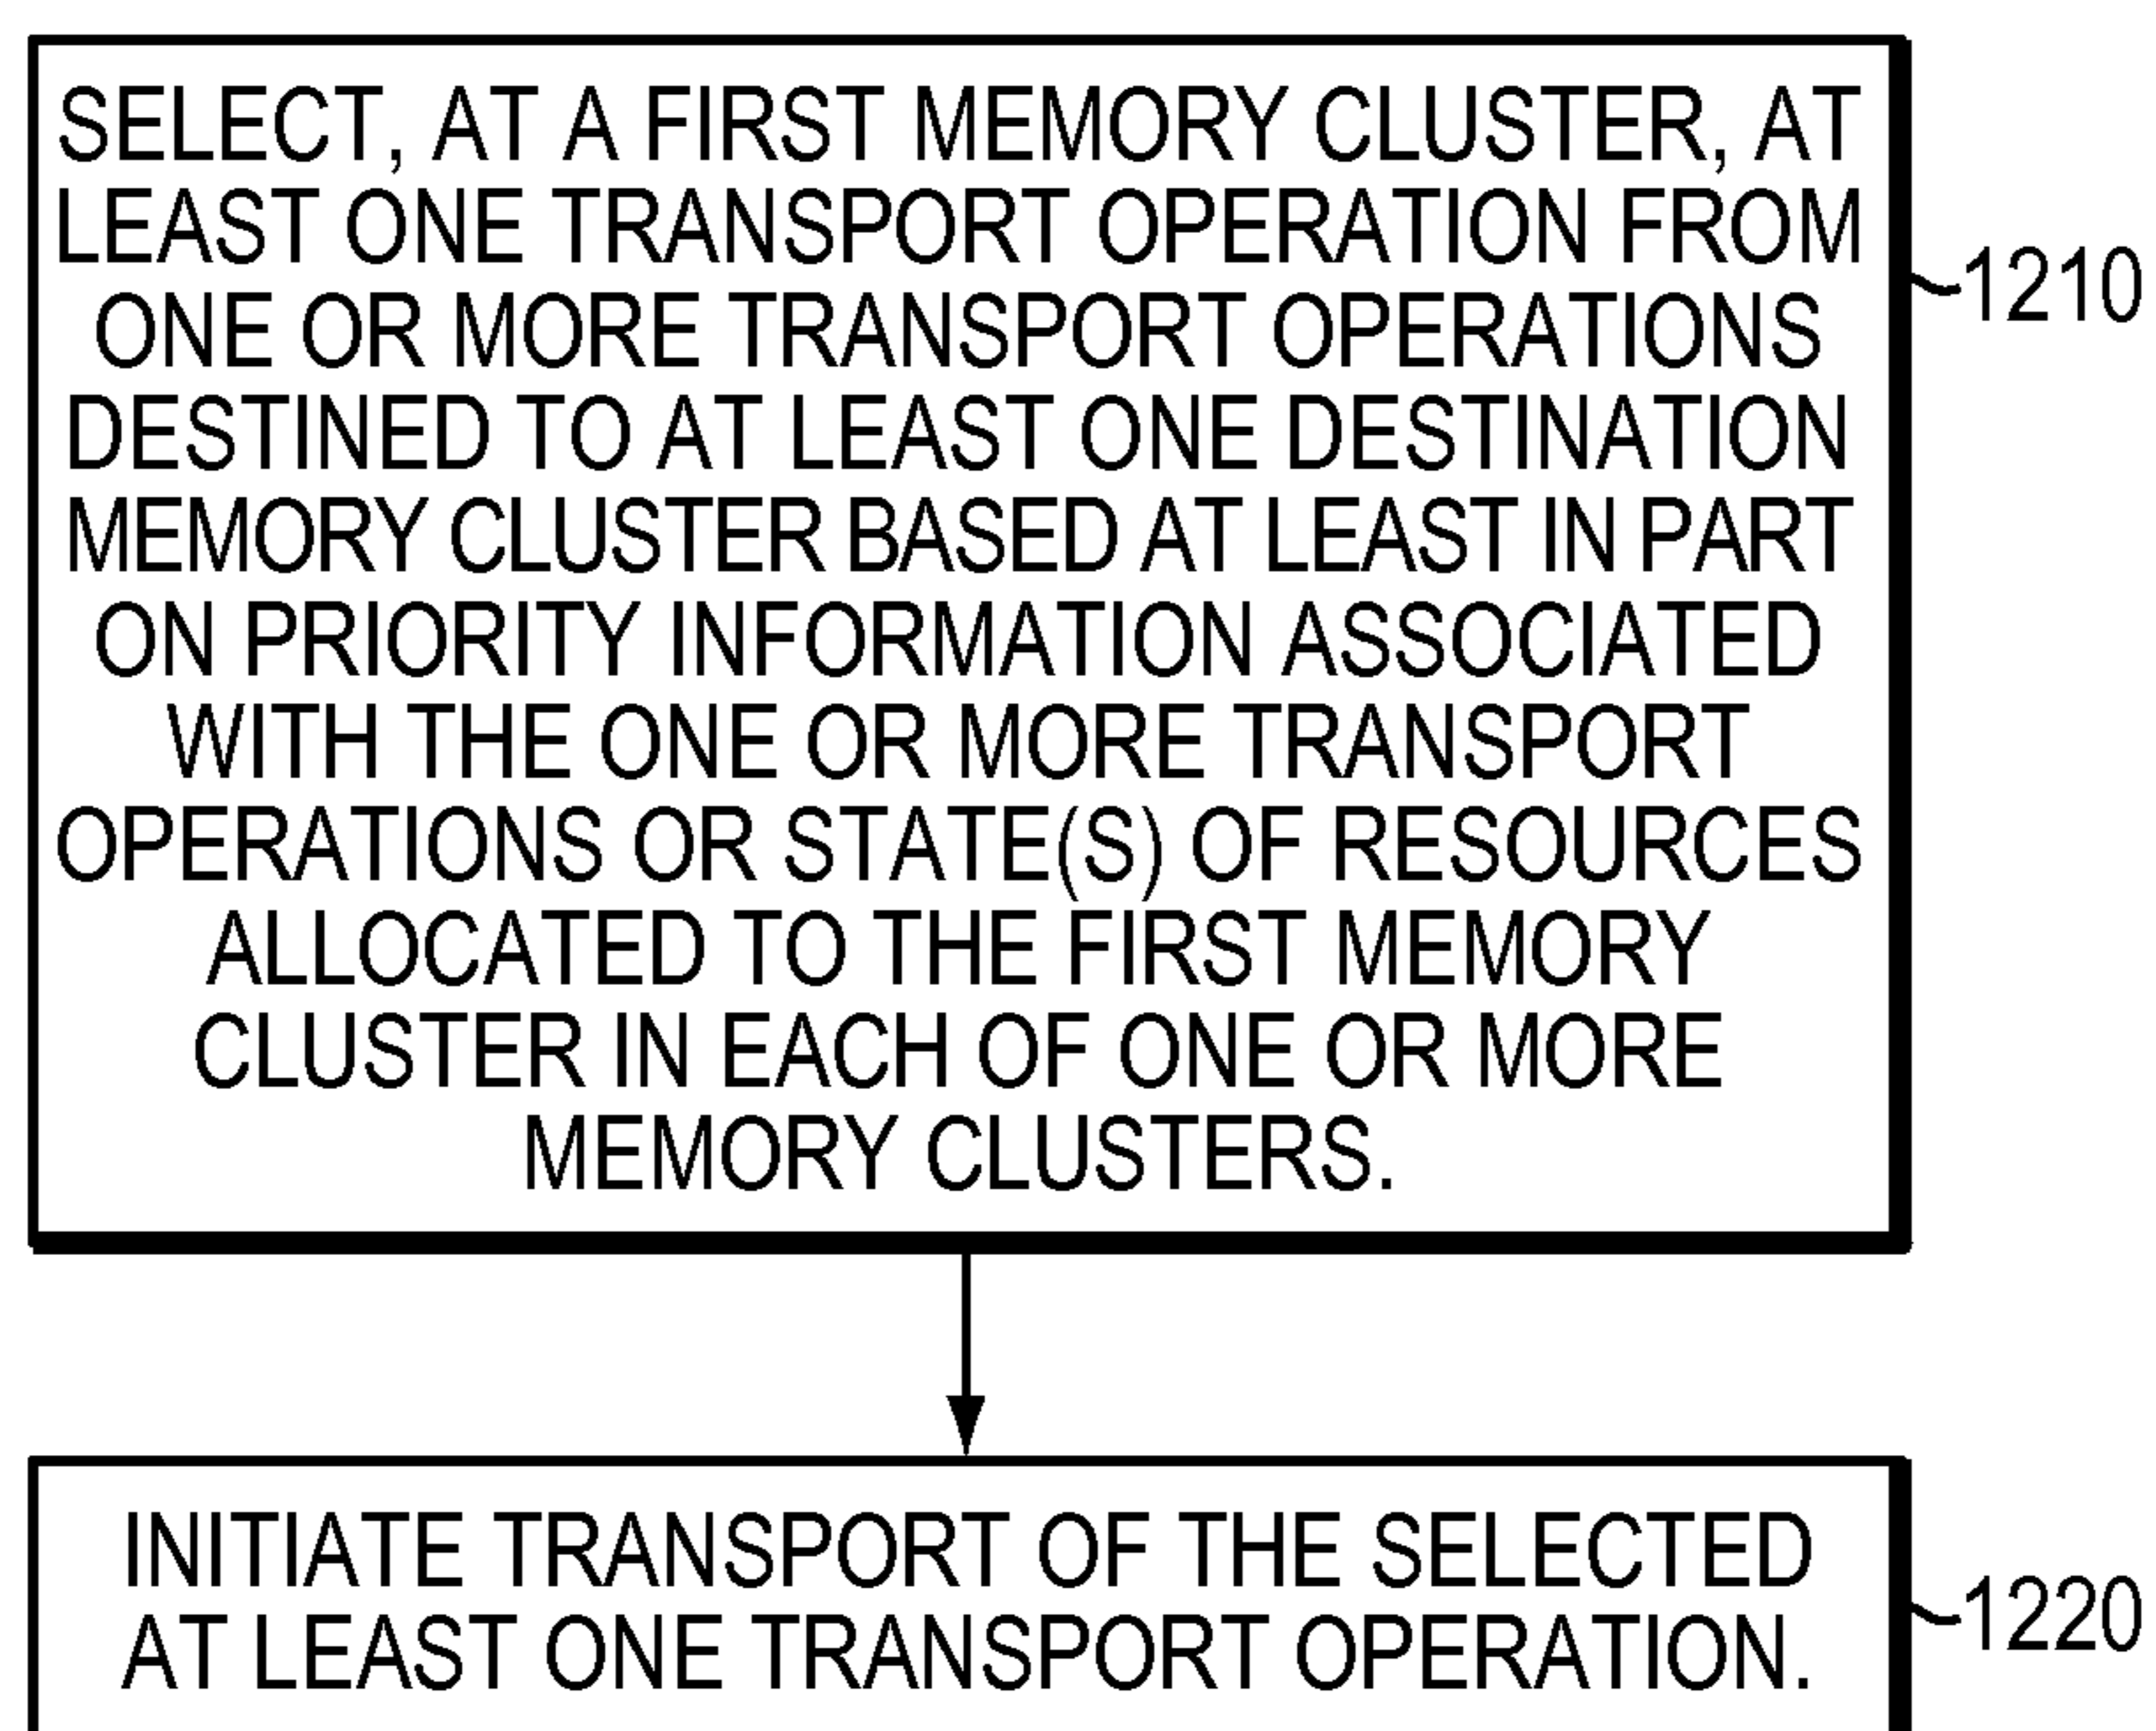 SELECT, AT A FIRST MEMORY CLUSTER, AT
LEAST ONE TRANSPORT OPERATION FROM
ONE OR MORE TRANSPORT OPERATIONS
DESTINED TO AT LEAST ONE DESTINATION
MEMORY CLUSTER BASED AT LEAST IN PART
ON PRIORITY INFORMATION ASSOCIATED
WITH THE ONE OR MORE TRANSPORT
OPERATIONS OR STATE(S) OF RESOURCES
ALLOCATED TO THE FIRST MEMORY
CLUSTER IN EACH OF ONE OR MORE
MEMORY CLUSTERS.
1210
INITIATE TRANSPORT OF THE SELECTED
AT LEAST ONE TRANSPORT OPERATION.
1220